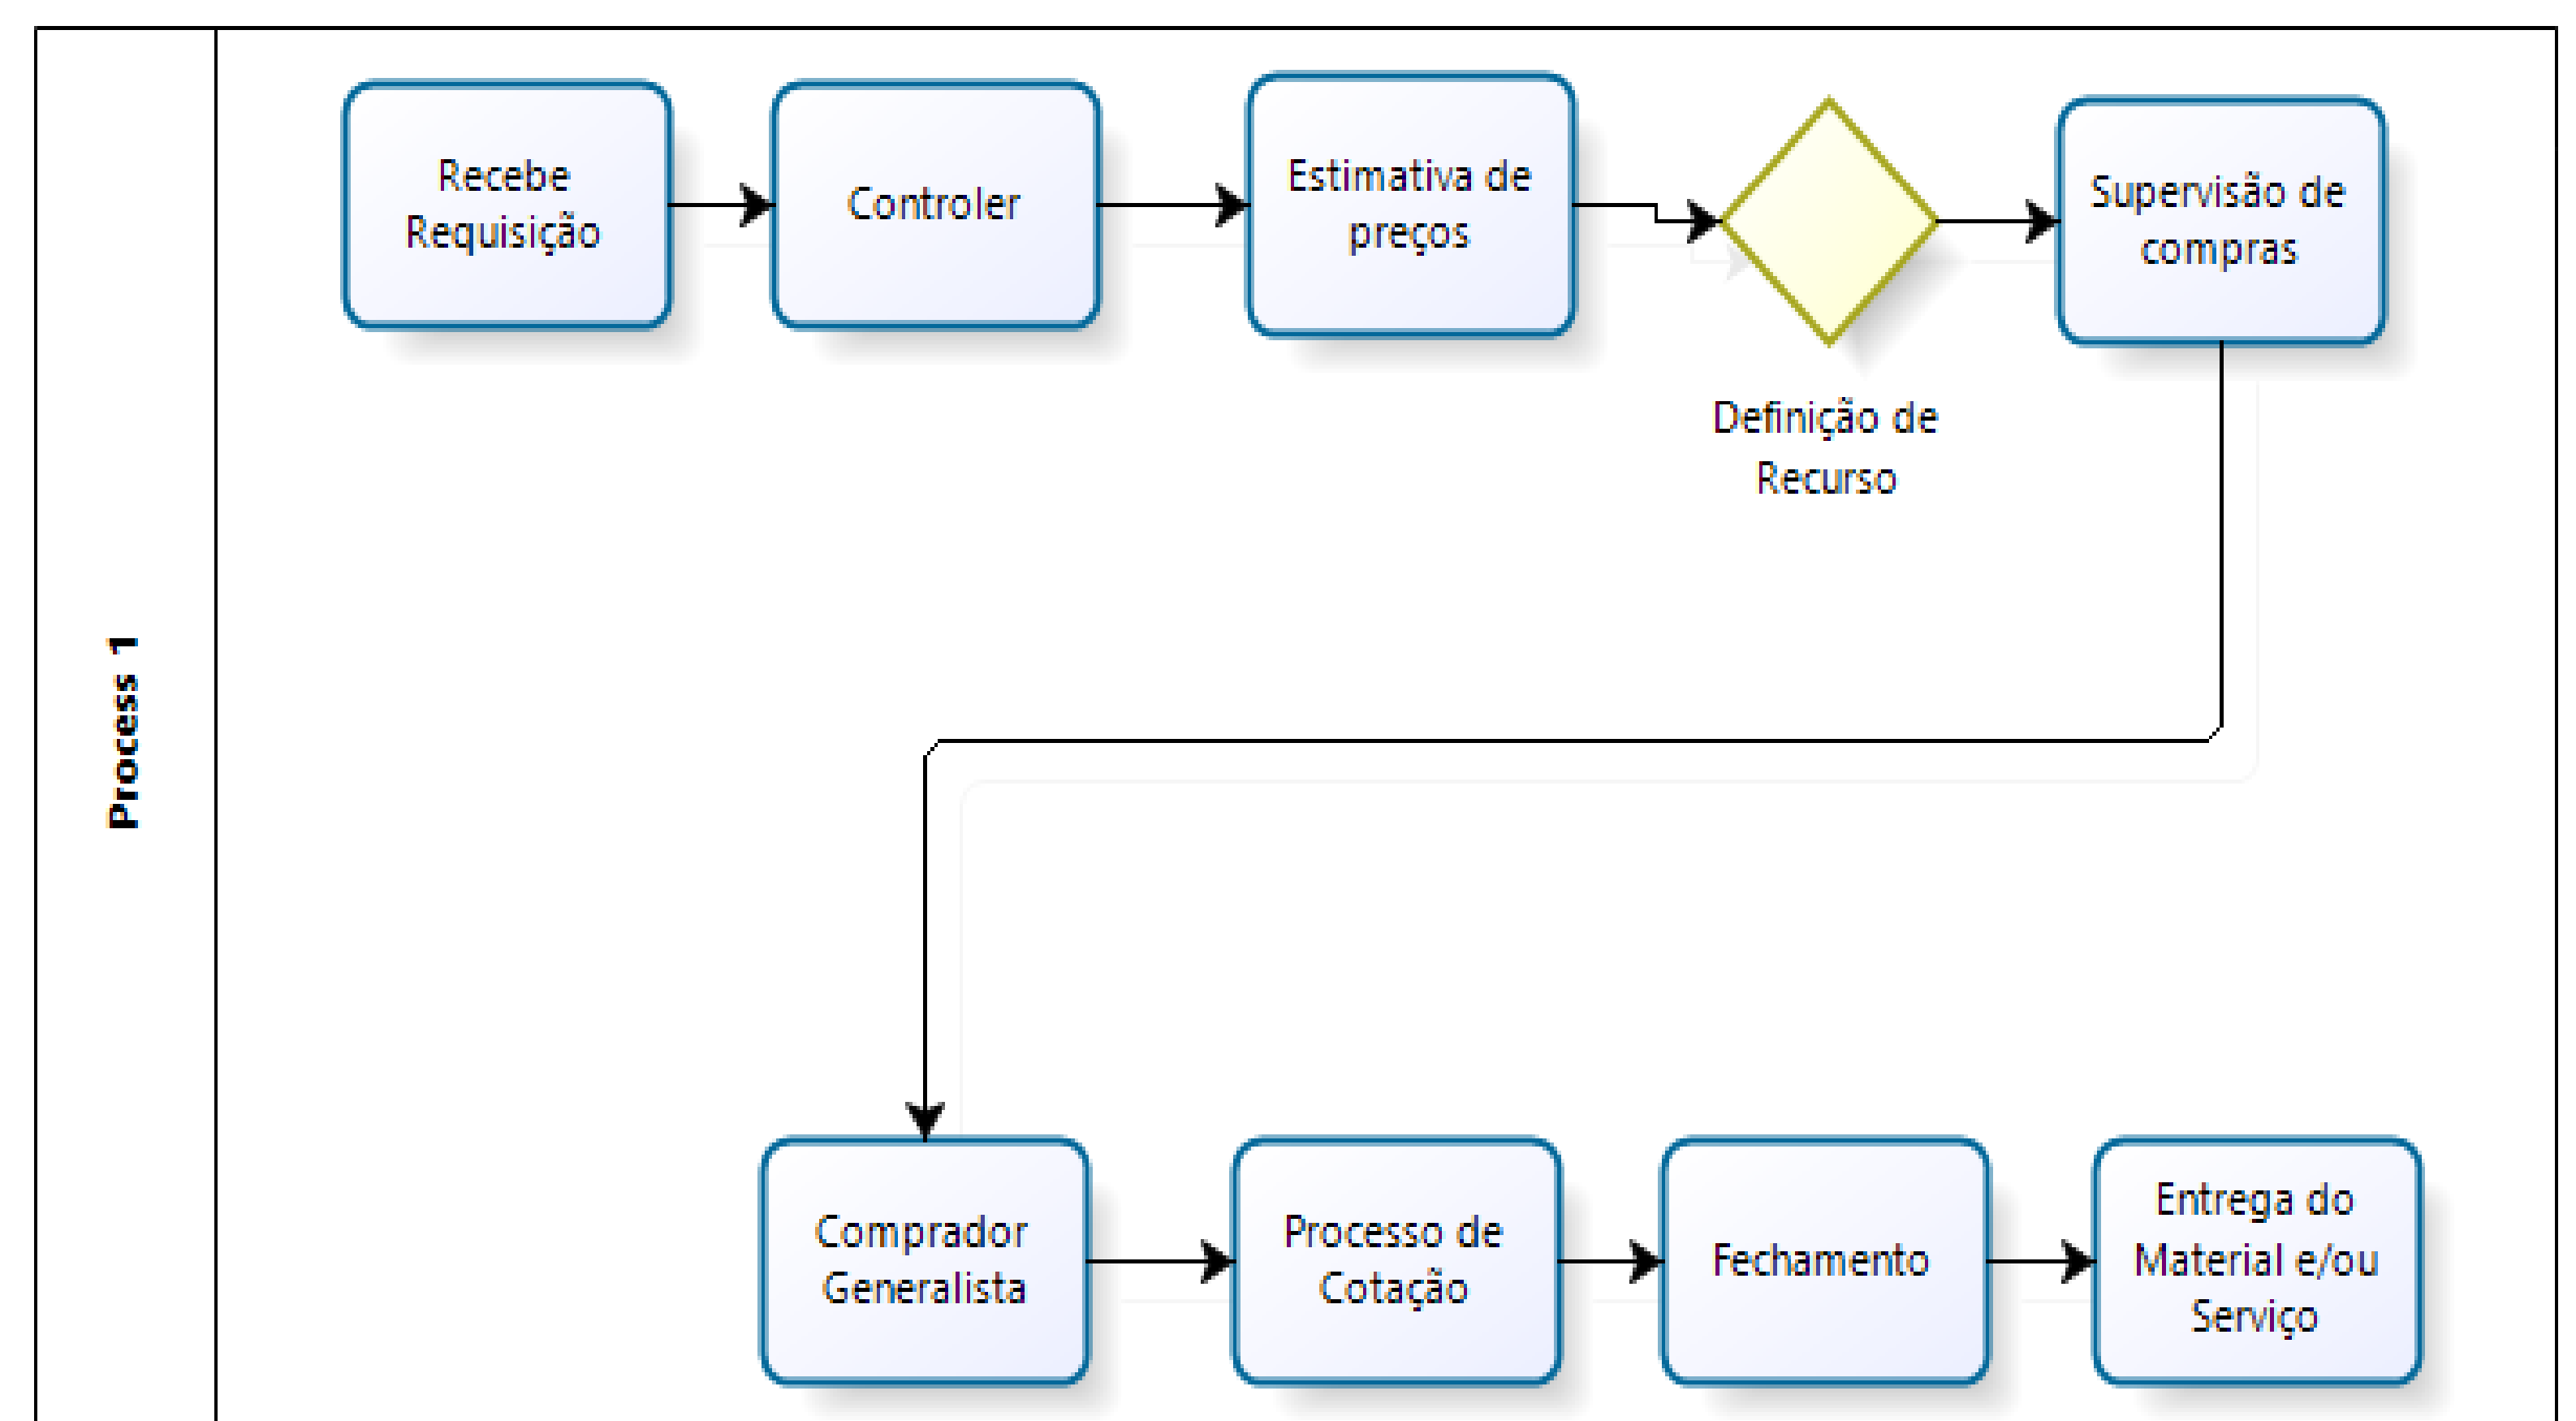 Process 1
Recebe
Requisição
Controler
Estimativa de
preços
Definição de
Recurso
Supervisão de
compras
Comprador
Generalista
Processo de
Cotação
Fechamento
Entrega do
Material e/ou
Serviço